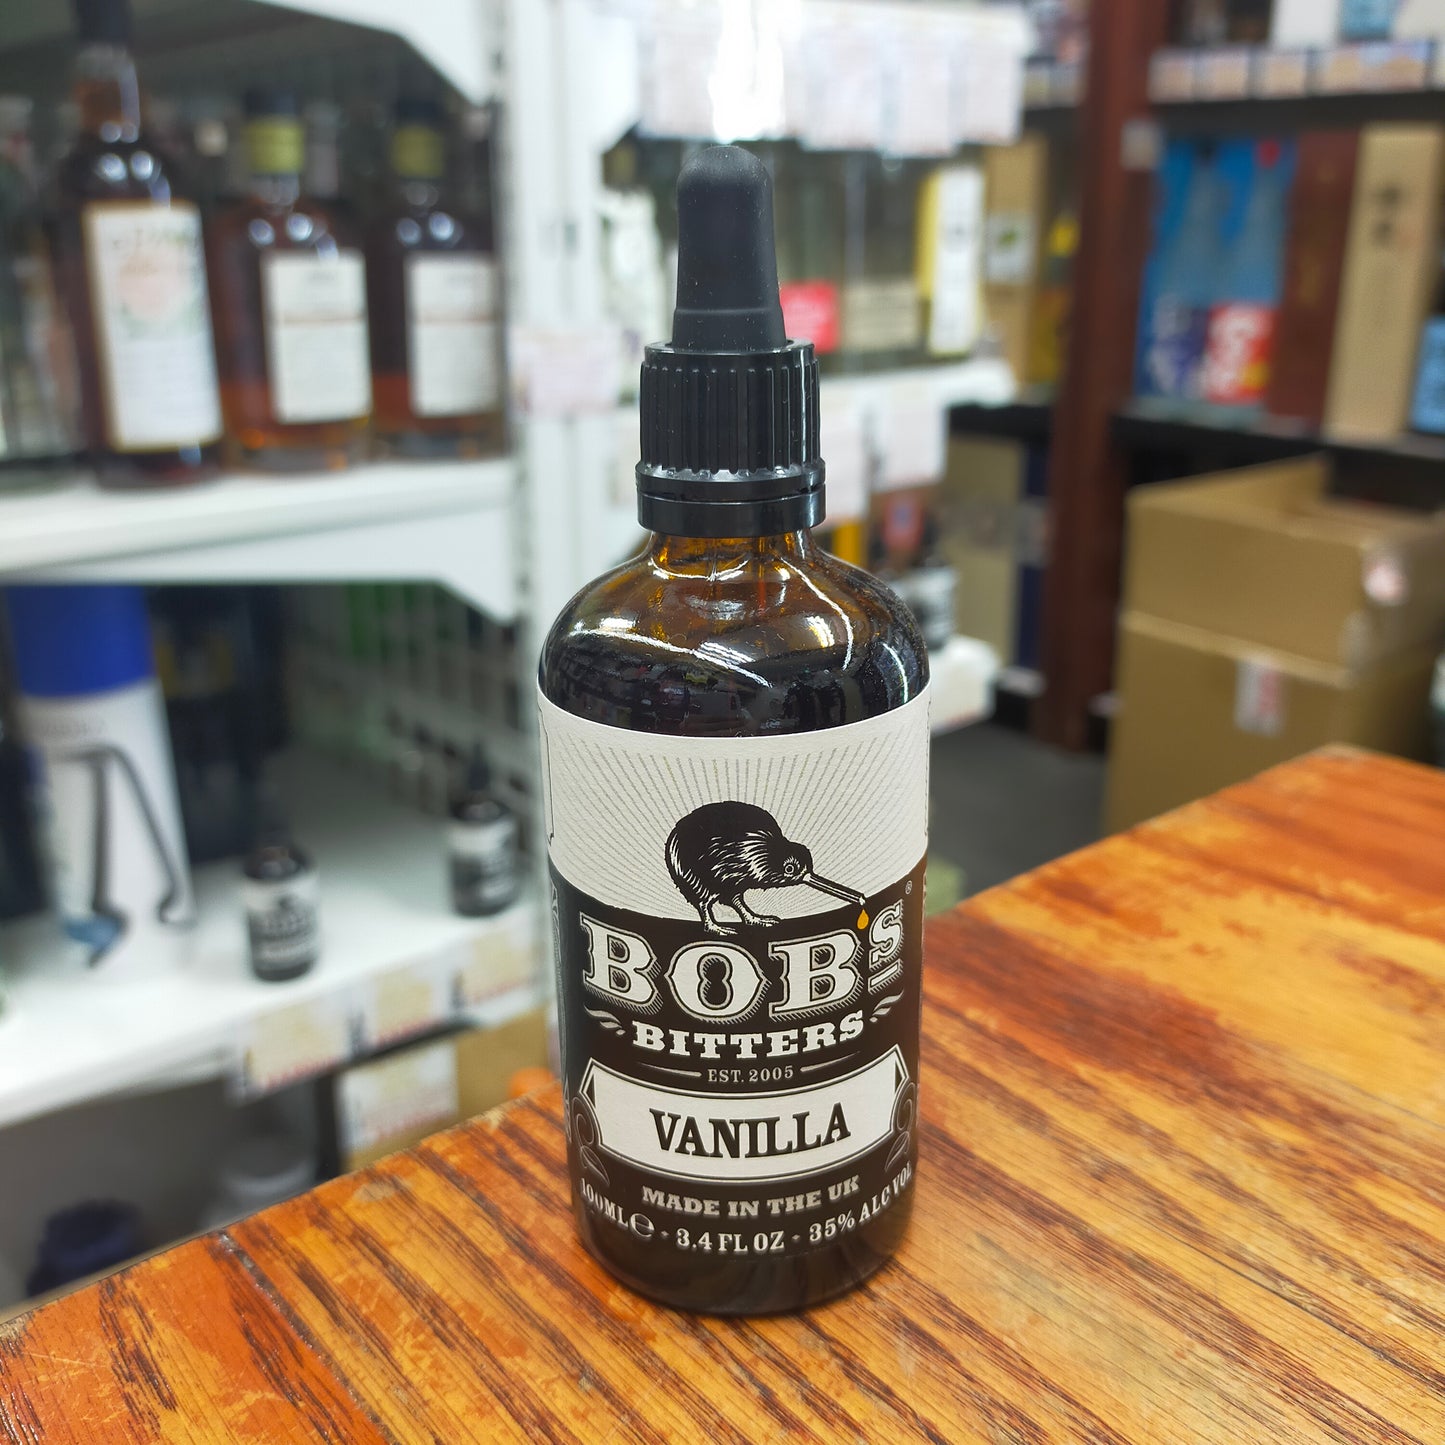 BOB'S
®
BITTERS
EST. 2005
VANILLA
MADE IN THE UK
100ML℮ · 3.4 FL OZ · 35% ALC VOL